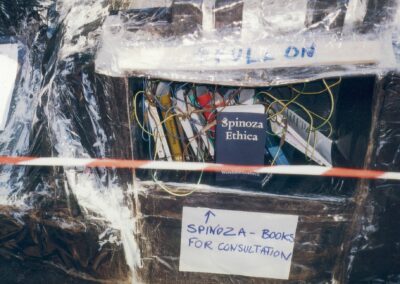 PULL ON
Spinoza
Ethica
↑
SPINOZA - BOOKS
FOR CONSULTATION